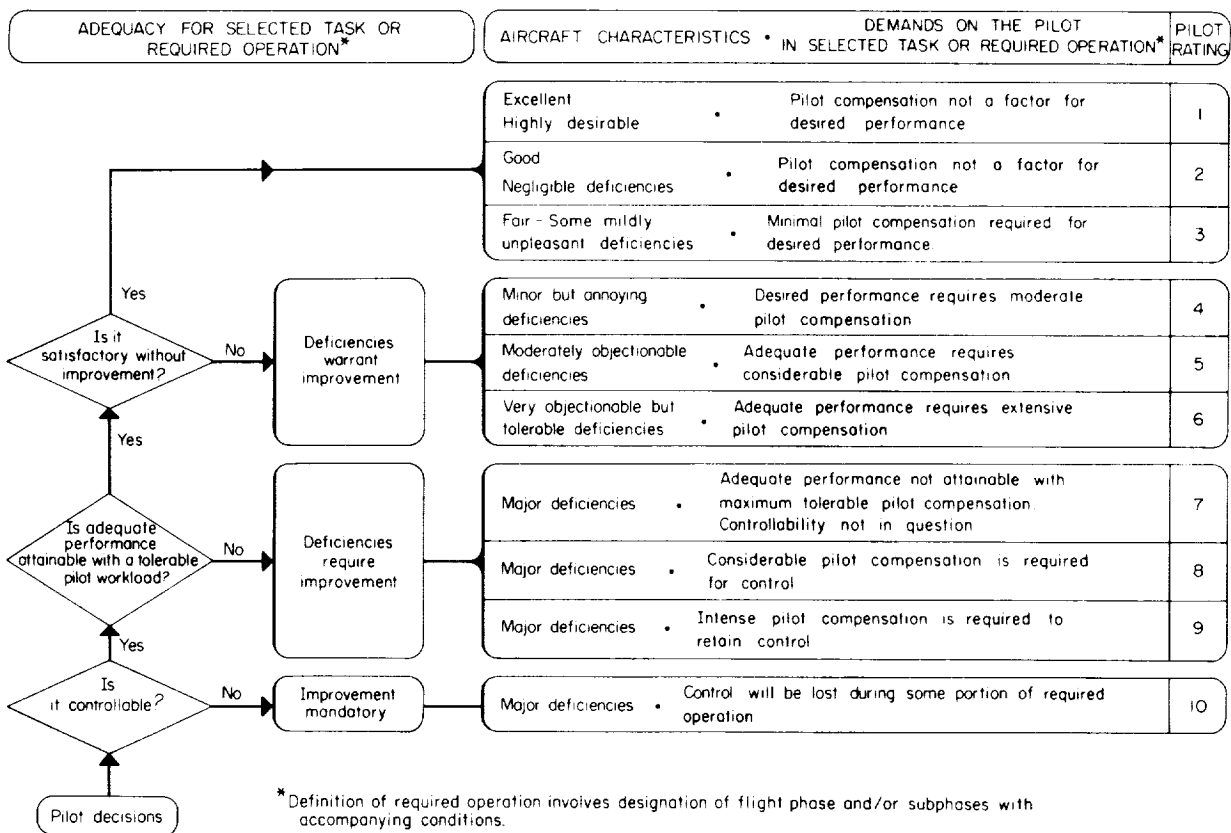 ADEQUACY FOR SELECTED TASK OR
REQUIRED OPERATION*
AIRCRAFT CHARACTERISTICS •
DEMANDS ON THE PILOT
IN SELECTED TASK OR REQUIRED OPERATION*
PILOT
RATING
Excellent
Highly desirable
•
Pilot compensation not a factor for
desired performance
1
Good
Negligible deficiencies
•
Pilot compensation not a factor for
desired performance
2
Fair – Some mildly
unpleasant deficiencies
•
Minimal pilot compensation required for
desired performance.
3
Yes
Is it
satisfactory without
improvement?
No
Deficiencies
warrant
improvement
Minor but annoying
deficiencies
•
Desired performance requires moderate
pilot compensation
4
Moderately objectionable
deficiencies
•
Adequate performance requires
considerable pilot compensation
5
Very objectionable but
tolerable deficiencies
•
Adequate performance requires extensive
pilot compensation
6
Yes
Is adequate
performance
attainable with a tolerable
pilot workload?
No
Deficiencies
require
improvement
Major deficiencies
•
Adequate performance not attainable with
maximum tolerable pilot compensation.
Controllability not in question
7
Major deficiencies
•
Considerable pilot compensation is required
for control
8
Major deficiencies
•
Intense pilot compensation is required to
retain control
9
Yes
Is
it controllable?
No
Improvement
mandatory
Major deficiencies
•
Control will be lost during some portion of required
operation
10
Pilot decisions
*Definition of required operation involves designation of flight phase and/or subphases with
accompanying conditions.